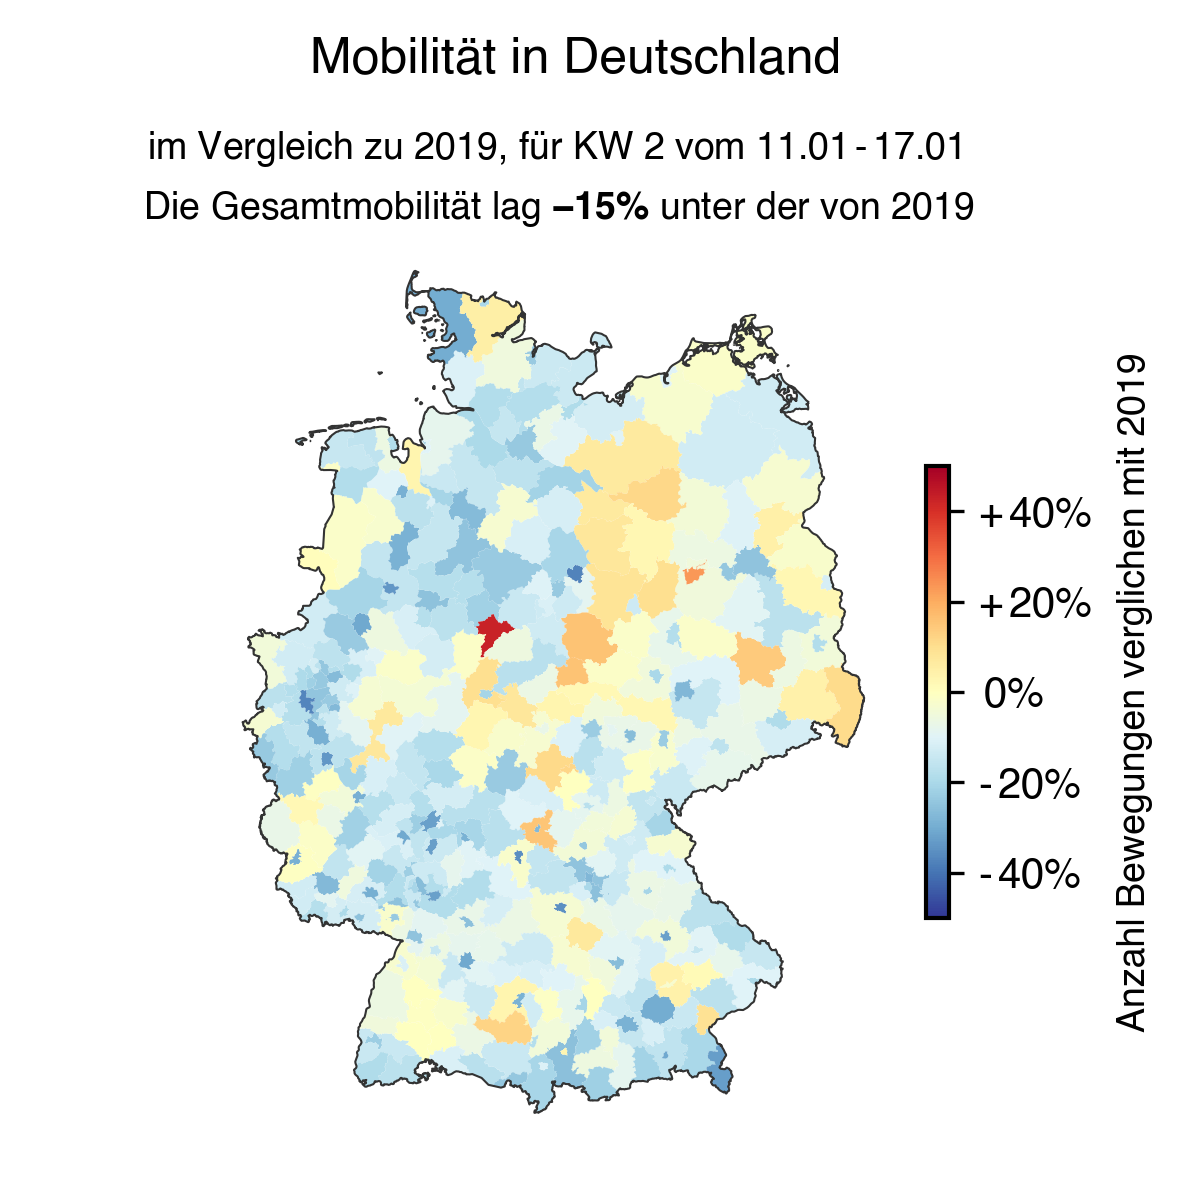 Mobilität in Deutschland
im Vergleich zu 2019, für KW 2 vom 11.01 - 17.01
Die Gesamtmobilität lag –15% unter der von 2019
+40%
+20%
0%
-20%
-40%
Anzahl Bewegungen verglichen mit 2019